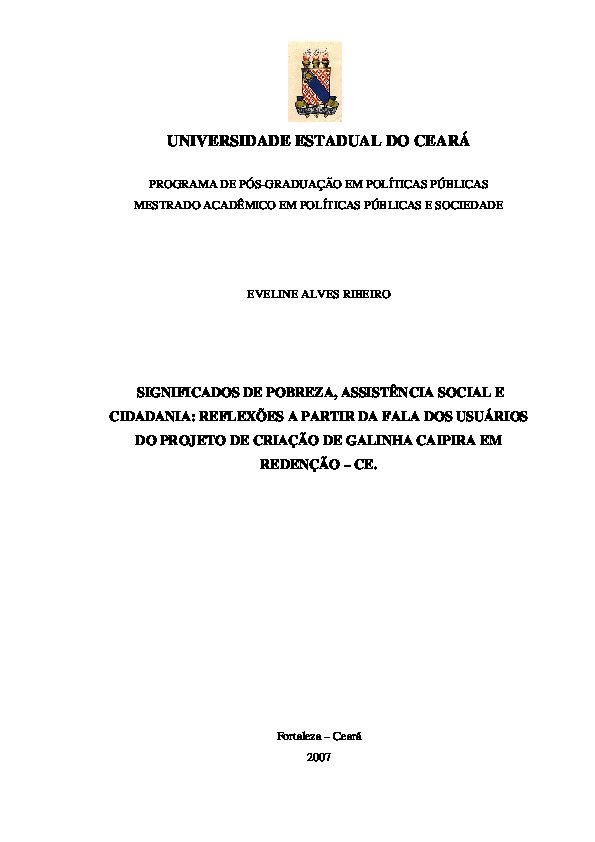 UNIVERSIDADE ESTADUAL DO CEARÁ
PROGRAMA DE PÓS-GRADUAÇÃO EM POLÍTICAS PÚBLICAS
MESTRADO ACADÊMICO EM POLÍTICAS PÚBLICAS E SOCIEDADE
EVELINE ALVES RIBEIRO
SIGNIFICADOS DE POBREZA, ASSISTÊNCIA SOCIAL E
CIDADANIA: REFLEXÕES A PARTIR DA FALA DOS USUÁRIOS
DO PROJETO DE CRIAÇÃO DE GALINHA CAIPIRA EM
REDENÇÃO – CE.
Fortaleza – Ceará
2007